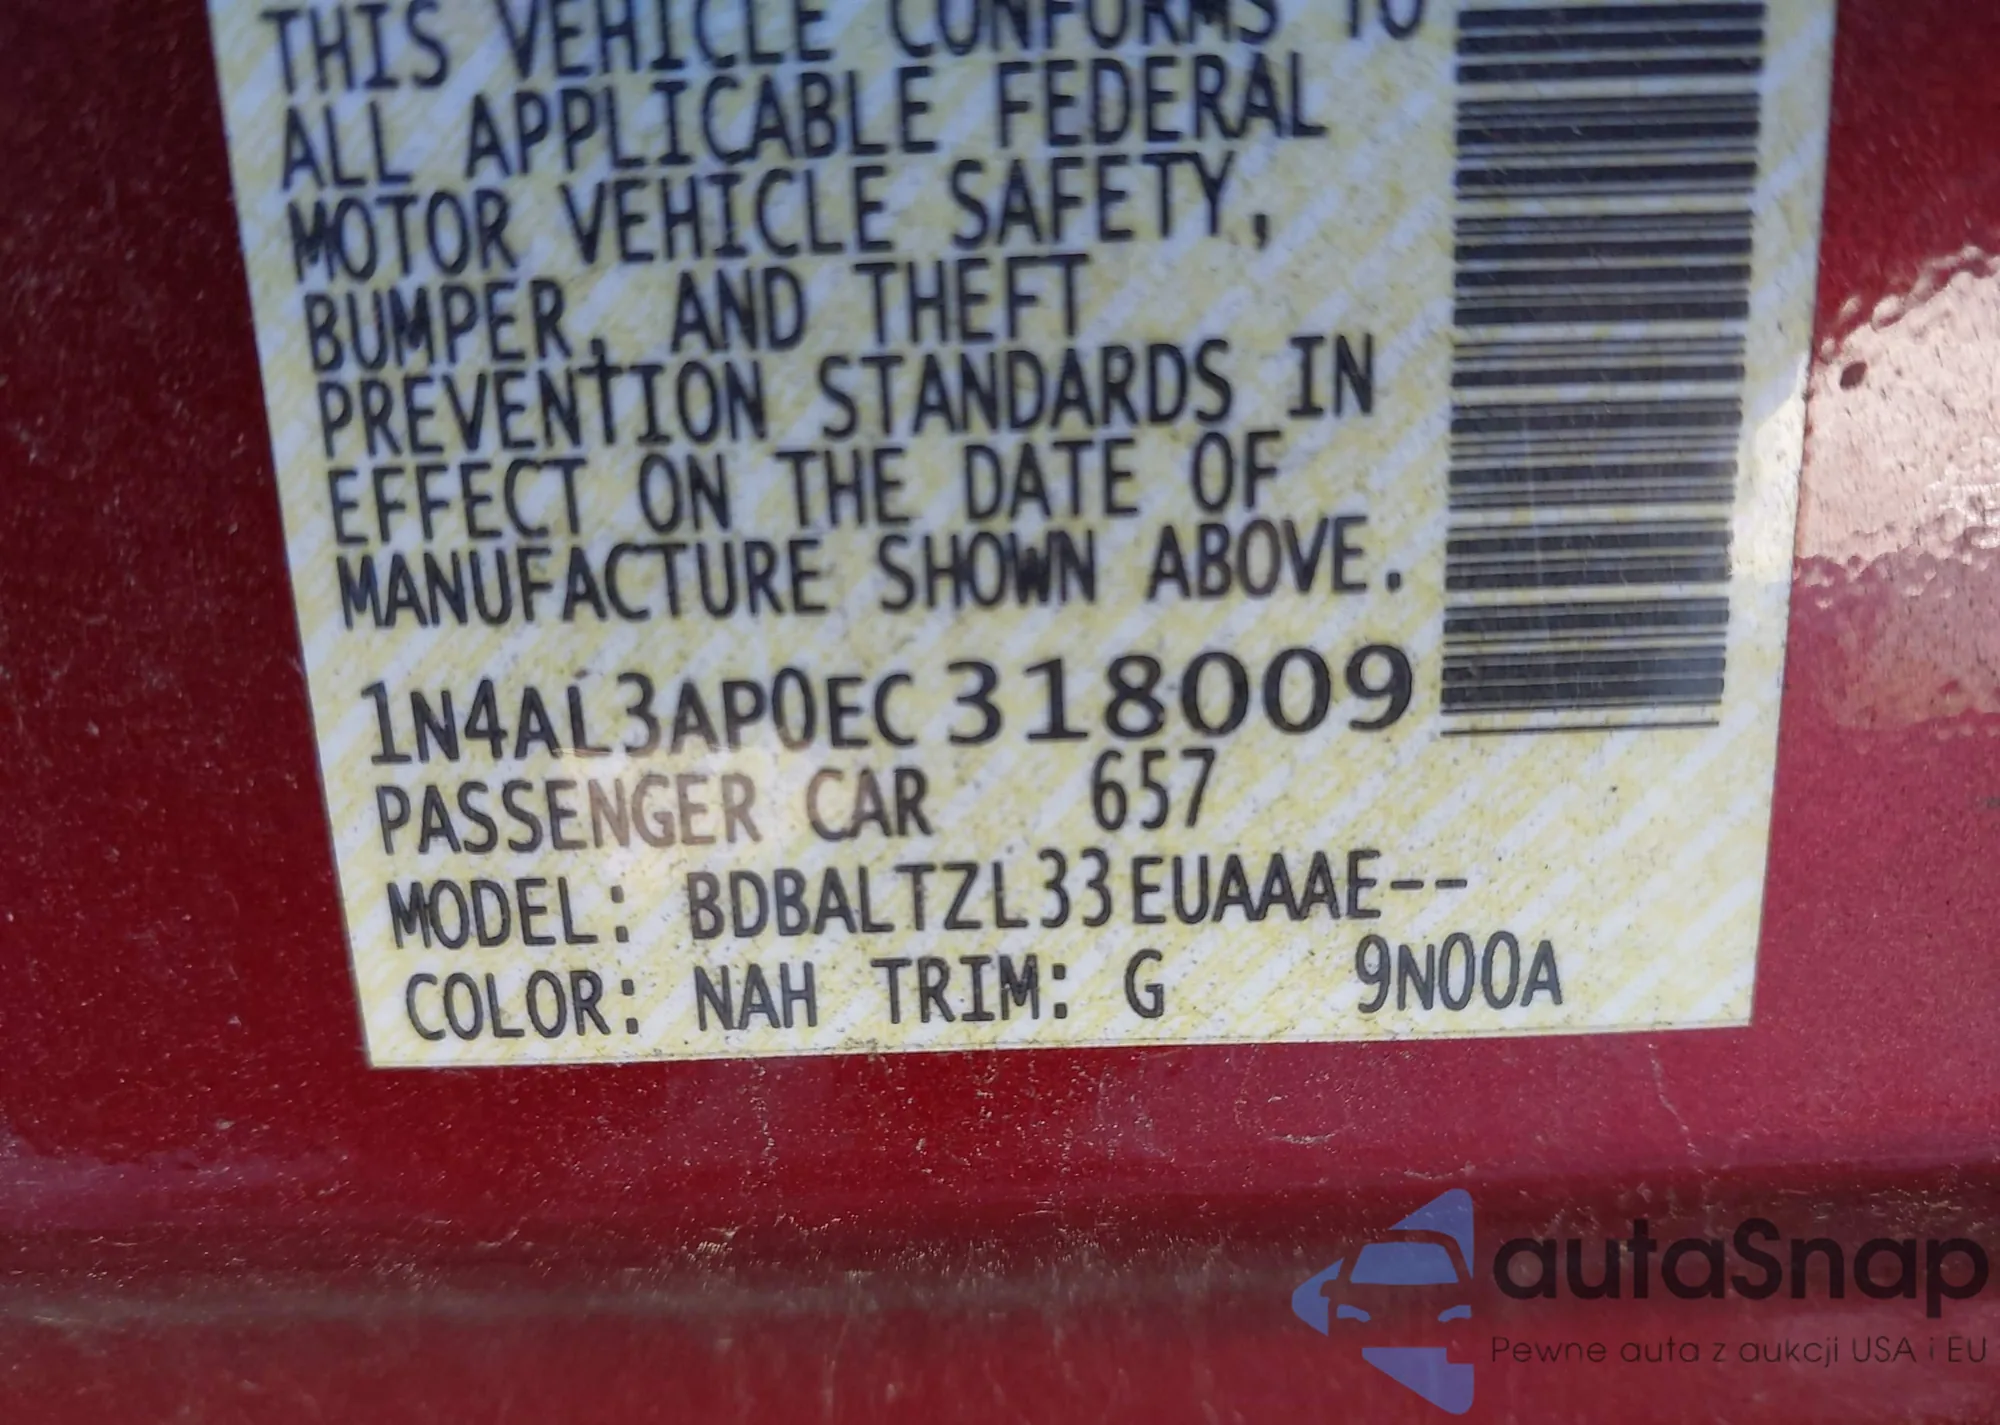 THIS VEHICLE CONFORMS TO
ALL APPLICABLE FEDERAL
MOTOR VEHICLE SAFETY,
BUMPER, AND THEFT
PREVENTION STANDARDS IN
EFFECT ON THE DATE OF
MANUFACTURE SHOWN ABOVE.
1N4AL3AP0EC318009
PASSENGER CAR 657
MODEL: BDBALTZL33EUAAAE--
COLOR: NAH TRIM: G 9N00A
autaSnap
Pewne auta z aukcji USA i EU